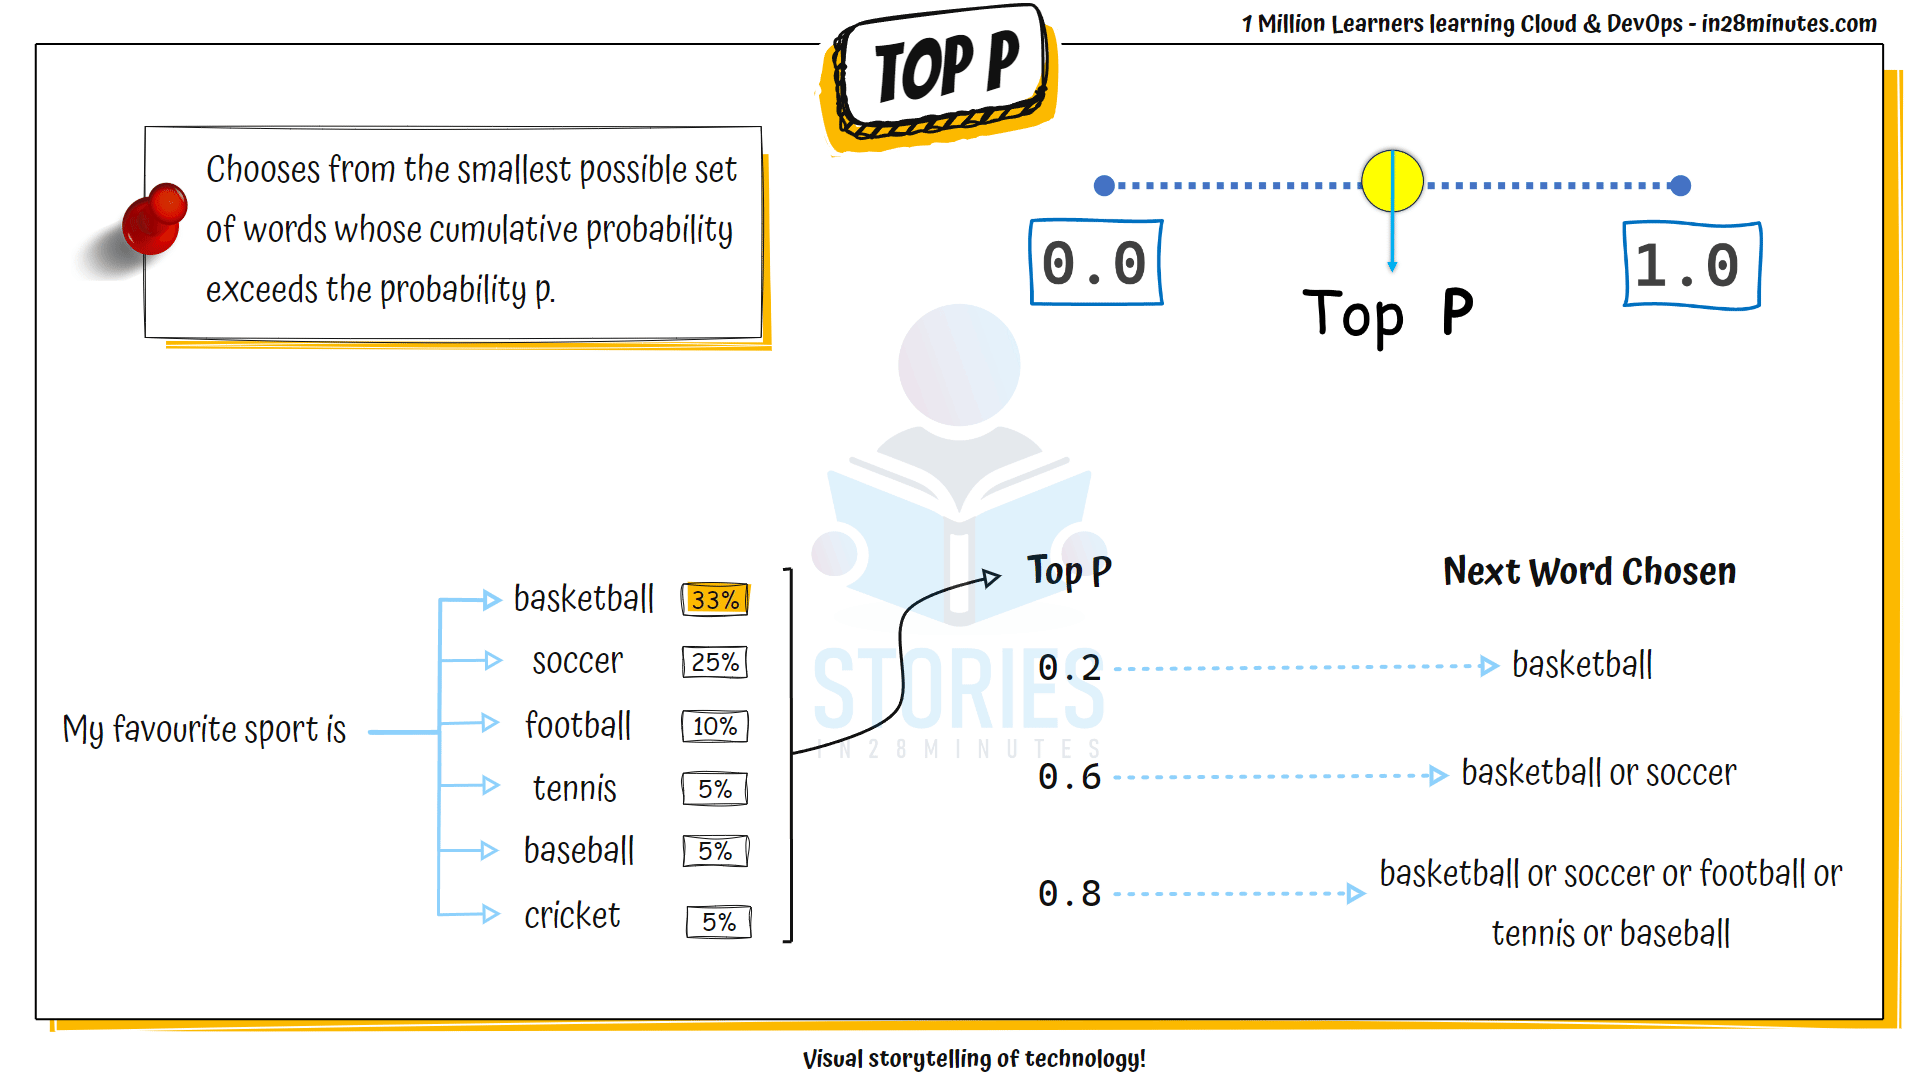 1 Million Learners learning Cloud & DevOps - in28minutes.com
TOP P
Chooses from the smallest possible set
of words whose cumulative probability
exceeds the probability p.
0.0
1.0
Top P
My favourite sport is
basketball 33%
soccer 25%
football 10%
tennis 5%
baseball 5%
cricket 5%
Top P Next Word Chosen
0.2 basketball
0.6 basketball or soccer
0.8 basketball or soccer or football or
tennis or baseball
STORIES
IN28MINUTES
Visual storytelling of technology!